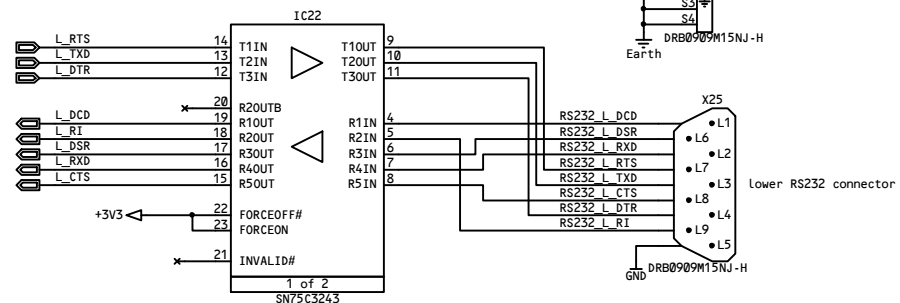 S3
S4
DRB0909M15NJ-H
Earth
IC22
L_RTS 14 T1IN T1OUT 9
L_TXD 13 T2IN T2OUT 10
L_DTR 12 T3IN T3OUT 11
20 R2OUTB
L_DCD 19 R1OUT R1IN 4 RS232_L_DCD
L_RI 18 R2OUT R2IN 5 RS232_L_DSR
L_DSR 17 R3OUT R3IN 6 RS232_L_RXD
L_RXD 16 R4OUT R4IN 7 RS232_L_RTS
L_CTS 15 R5OUT R5IN 8 RS232_L_TXD
RS232_L_CTS
RS232_L_DTR
RS232_L_RI
X25
L1
L6
L2
L7
L3
L8
L4
L9
L5
lower RS232 connector
+3V3 22 FORCEOFF#
23 FORCEON
21 INVALID#
GND DRB0909M15NJ-H
1 of 2
SN75C3243